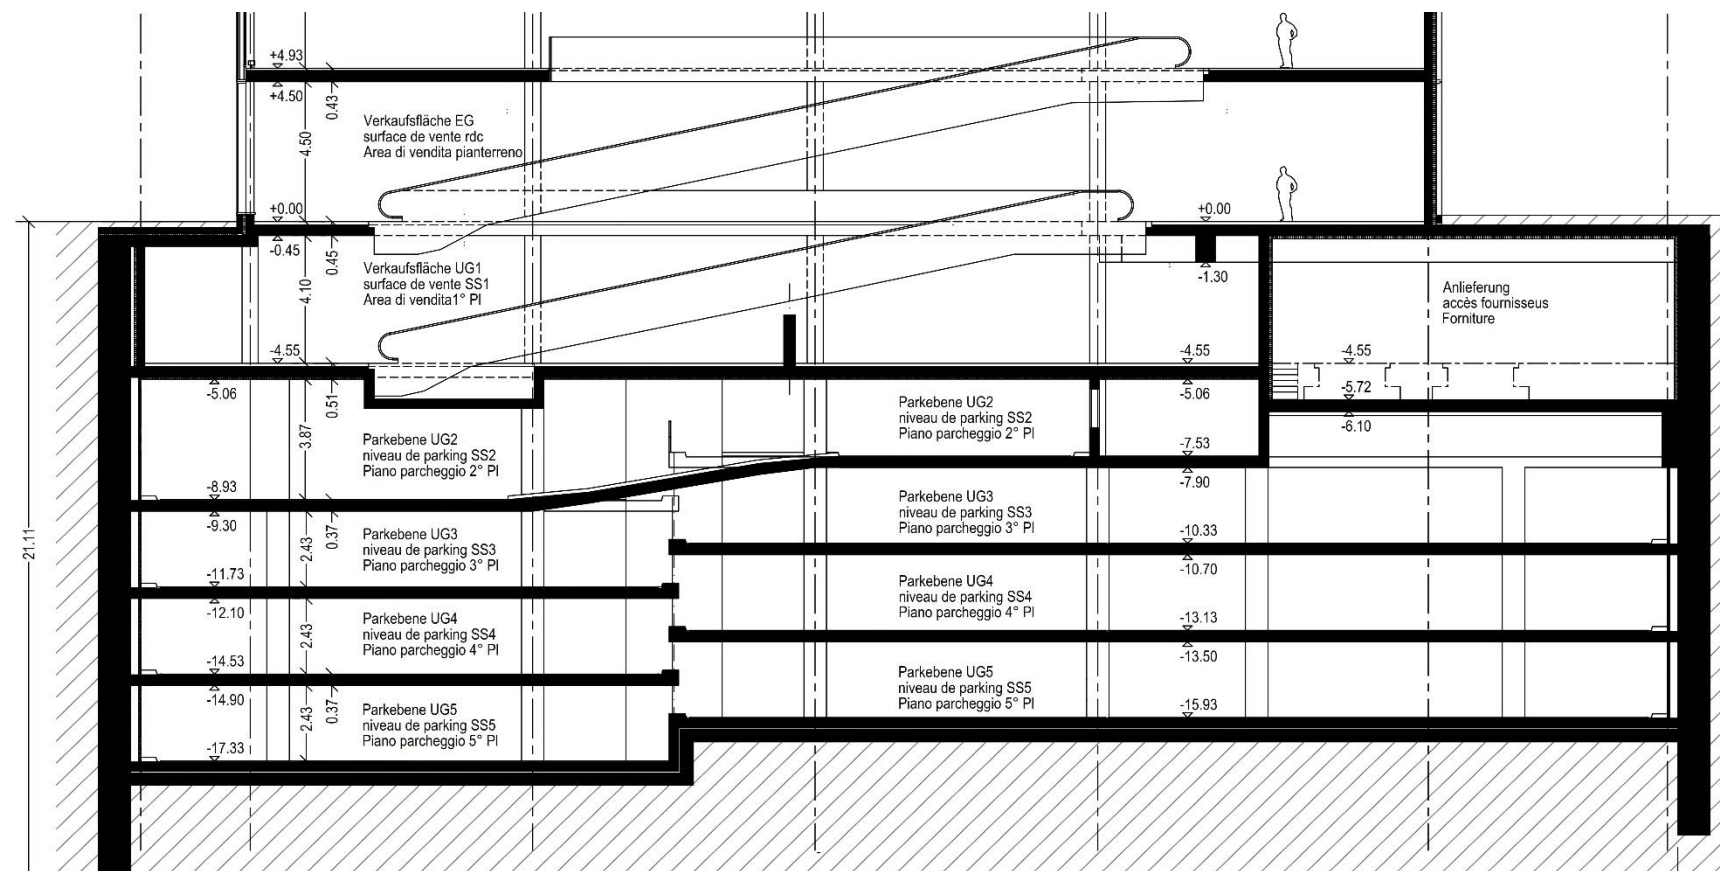 +4.93
+4.50
0.43
4.50
Verkaufsfläche EG
surface de vente rdc
Area di vendita pianterreno
+0.00
+0.00
-0.45
0.45
4.10
Verkaufsfläche UG1
surface de vente SS1
Area di vendita1° PI
-1.30
Anlieferung
accès fournisseus
Forniture
-4.55
-4.55
-4.55
-5.06
0.51
3.87
-5.06
-5.72
-6.10
Parkebene UG2
niveau de parking SS2
Piano parcheggio 2° PI
Parkebene UG2
niveau de parking SS2
Piano parcheggio 2° PI
-7.53
-7.90
-8.93
-9.30
2.43
0.37
Parkebene UG3
niveau de parking SS3
Piano parcheggio 3° PI
Parkebene UG3
niveau de parking SS3
Piano parcheggio 3° PI
-10.33
-10.70
-21.11
-11.73
-12.10
2.43
Parkebene UG4
niveau de parking SS4
Piano parcheggio 4° PI
Parkebene UG4
niveau de parking SS4
Piano parcheggio 4° PI
-13.13
-13.50
-14.53
-14.90
2.43
0.37
Parkebene UG5
niveau de parking SS5
Piano parcheggio 5° PI
Parkebene UG5
niveau de parking SS5
Piano parcheggio 5° PI
-15.93
-17.33